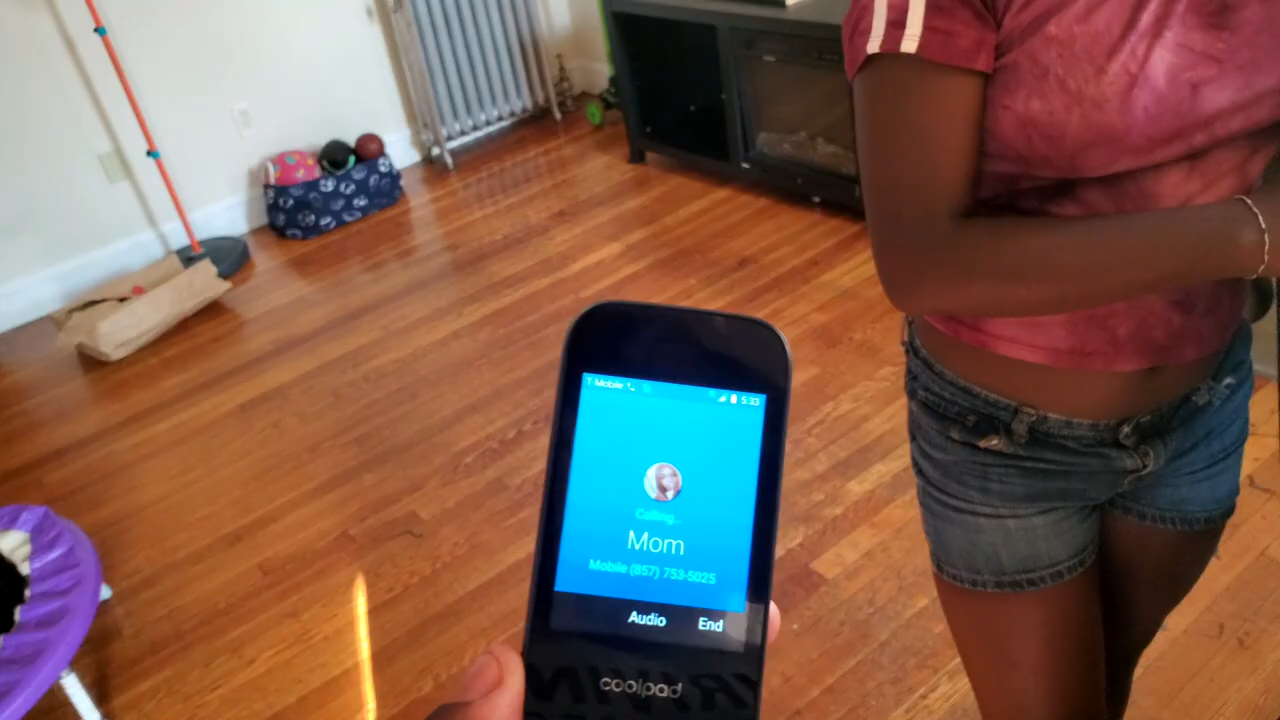 T-Mobile 5:33
Calling...
Mom
Mobile (857) 753-5025
Audio End
coolpad